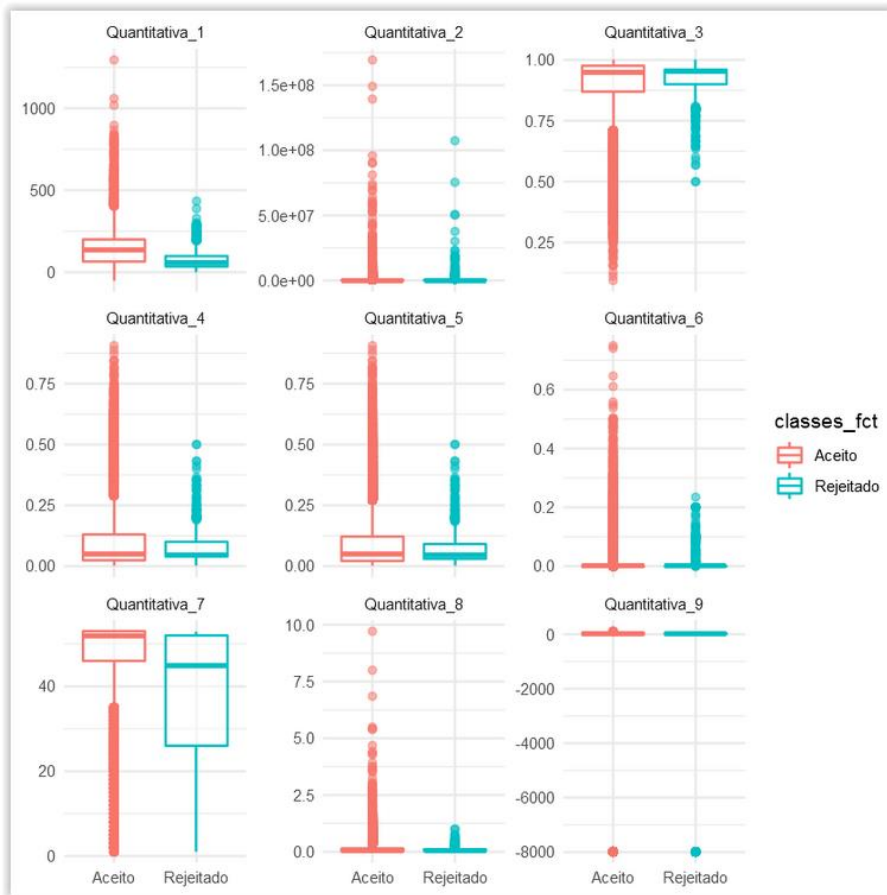 Quantitativa_1
Quantitativa_2
Quantitativa_3
1000
500
0
1.5e+08
1.0e+08
5.0e+07
0.0e+00
1.00
0.75
0.50
0.25
Quantitativa_4
Quantitativa_5
Quantitativa_6
0.75
0.50
0.25
0.00
0.75
0.50
0.25
0.00
0.6
0.4
0.2
0.0
classes_fct
Aceito
Rejeitado
Quantitativa_7
Quantitativa_8
Quantitativa_9
40
20
0
10.0
7.5
5.0
2.5
0.0
0
-2000
-4000
-6000
-8000
Aceito Rejeitado
Aceito Rejeitado
Aceito Rejeitado